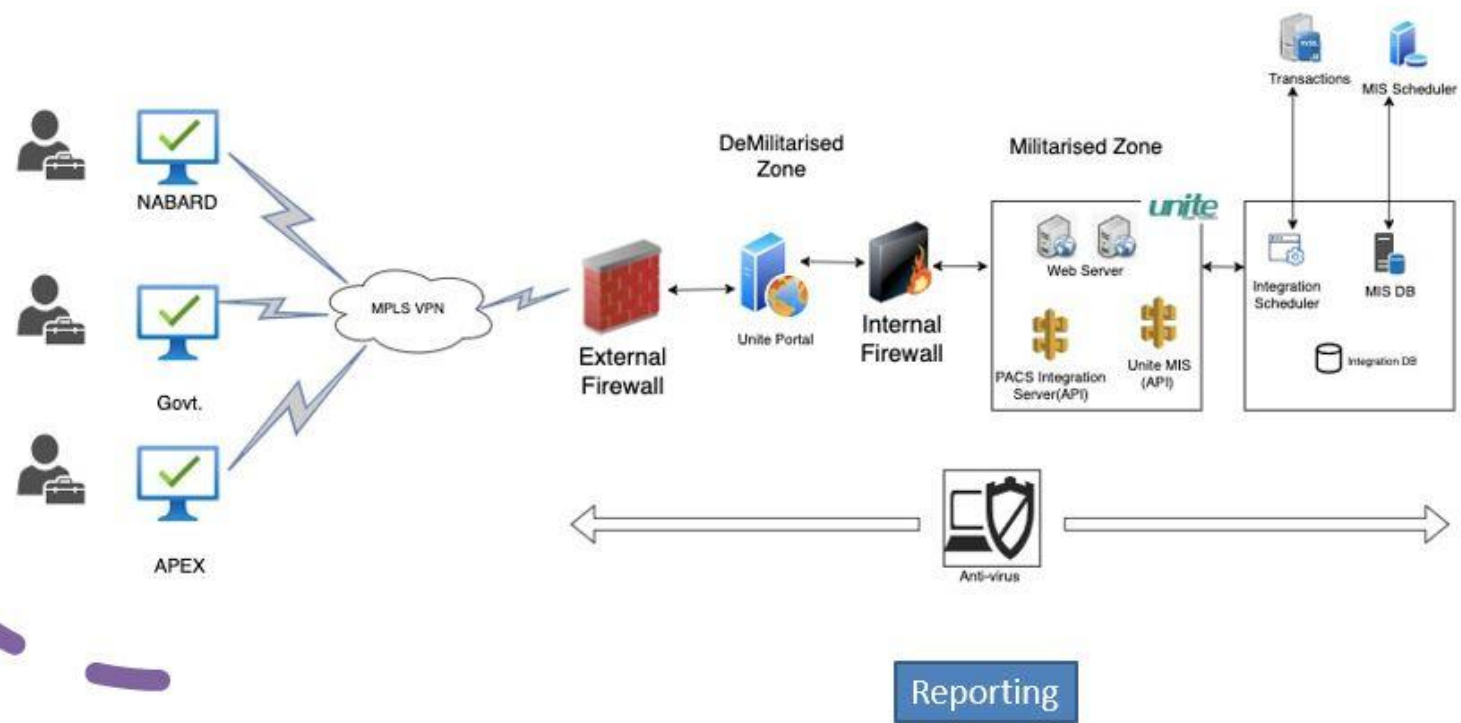 NABARD
Govt.
APEX
MPLS VPN
External
Firewall
DeMilitarised
Zone
Unite Portal
Internal
Firewall
Militarised Zone
unite
Web Server
PACS Integration
Server(API)
Unite MIS
(API)
Transactions
MIS Scheduler
Integration
Scheduler
MIS DB
Integration DB
Anti-virus
Reporting